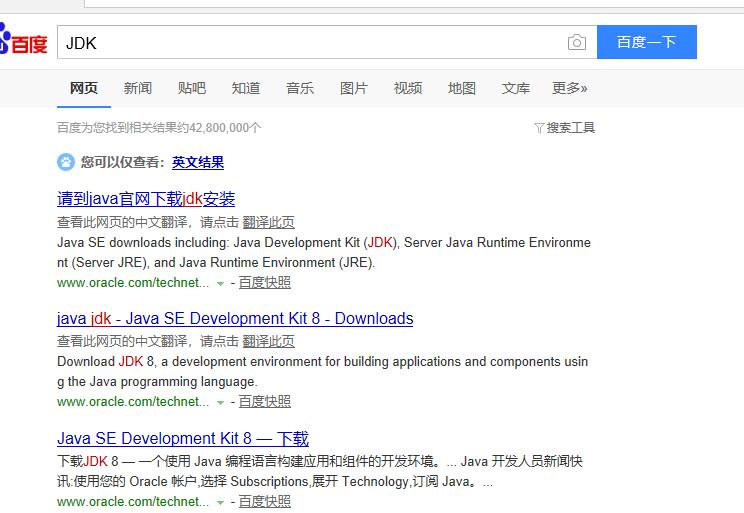 百度
JDK
百度一下
网页 新闻 贴吧 知道 音乐 图片 视频 地图 文库 更多»
百度为您找到相关结果约42,800,000个
搜索工具
您可以仅查看：英文结果
请到java官网下载jdk安装
查看此网页的中文翻译，请点击 翻译此页
Java SE downloads including: Java Development Kit (JDK), Server Java Runtime Environme
nt (Server JRE), and Java Runtime Environment (JRE).
www.oracle.com/technet... - 百度快照
java jdk - Java SE Development Kit 8 - Downloads
查看此网页的中文翻译，请点击 翻译此页
Download JDK 8, a development environment for building applications and components usin
g the Java programming language.
www.oracle.com/technet... - 百度快照
Java SE Development Kit 8 — 下载
下载JDK 8 — 一个使用 Java 编程语言构建应用和组件的开发环境。... Java 开发人员新闻快
讯:使用您的 Oracle 帐户,选择 Subscriptions,展开 Technology,订阅 Java。...
www.oracle.com/technet... - 百度快照